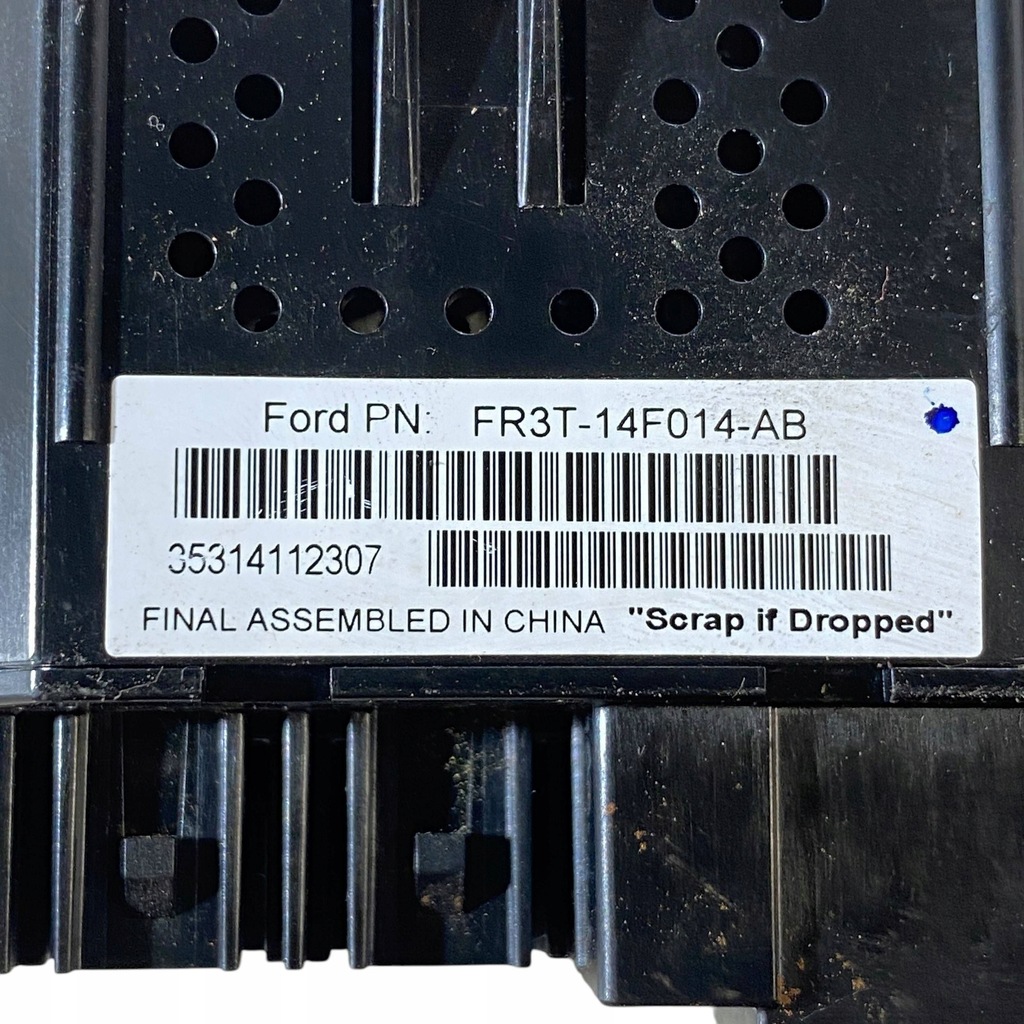 Ford PN: FR3T-14F014-AB
35314112307
FINAL ASSEMBLED IN CHINA "Scrap if Dropped"